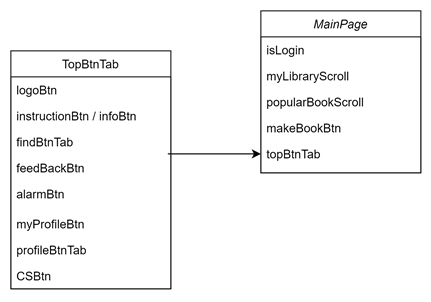 TopBtnTab
logoBtn
instructionBtn / infoBtn
findBtnTab
feedBackBtn
alarmBtn
myProfileBtn
profileBtnTab
CSBtn
MainPage
isLogin
myLibraryScroll
popularBookScroll
makeBookBtn
topBtnTab